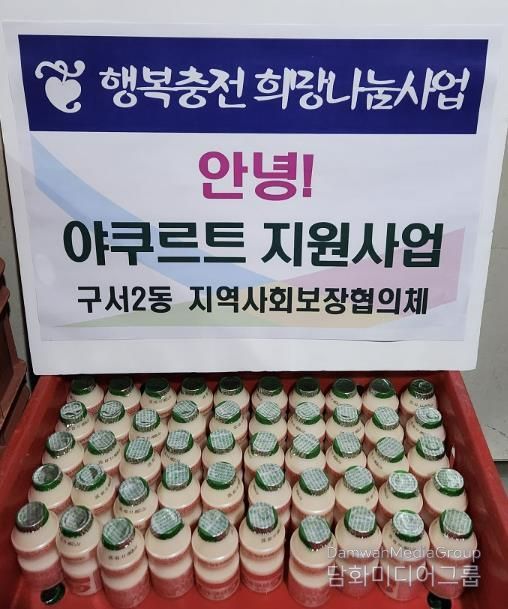 행복충전 희망나눔사업
안녕!
야쿠르트 지원사업
구서2동 지역사회보장협의체
DamwhanMediaGroup
담화미디어그룹